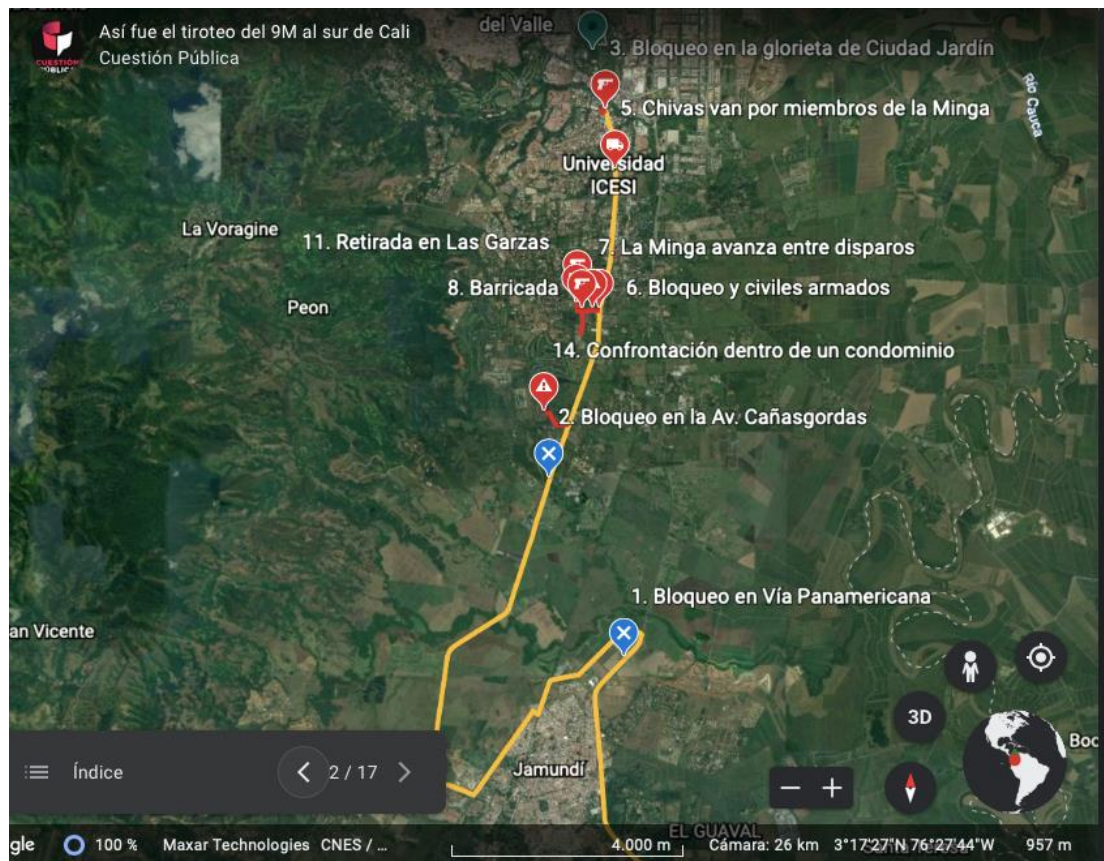 Así fue el tiroteo del 9M al sur de Cali
Cuestión Pública
CUESTIÓN
PÚBLICA
del Valle
3. Bloqueo en la glorieta de Ciudad Jardín
5. Chivas van por miembros de la Minga
Río Cauca
Universidad
ICESI
La Voragine
11. Retirada en Las Garzas
7. La Minga avanza entre disparos
Peon
8. Barricada
6. Bloqueo y civiles armados
14. Confrontación dentro de un condominio
2. Bloqueo en la Av. Cañasgordas
1. Bloqueo en Vía Panamericana
an Vicente
3D
Boc
Índice
2 / 17
Jamundí
EL GUAVAL
gle
100 %
Maxar Technologies CNES / ...
4.000 m
Cámara: 26 km
3°17'27"N 76°27'44"W
957 m